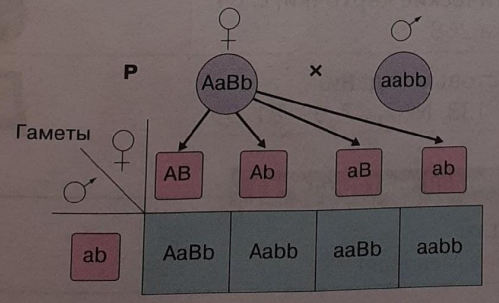 ♀ ♂
P AaBb × aabb
Гаметы ♀
AB Ab aB ab
♂
ab AaBb Aabb aaBb aabb